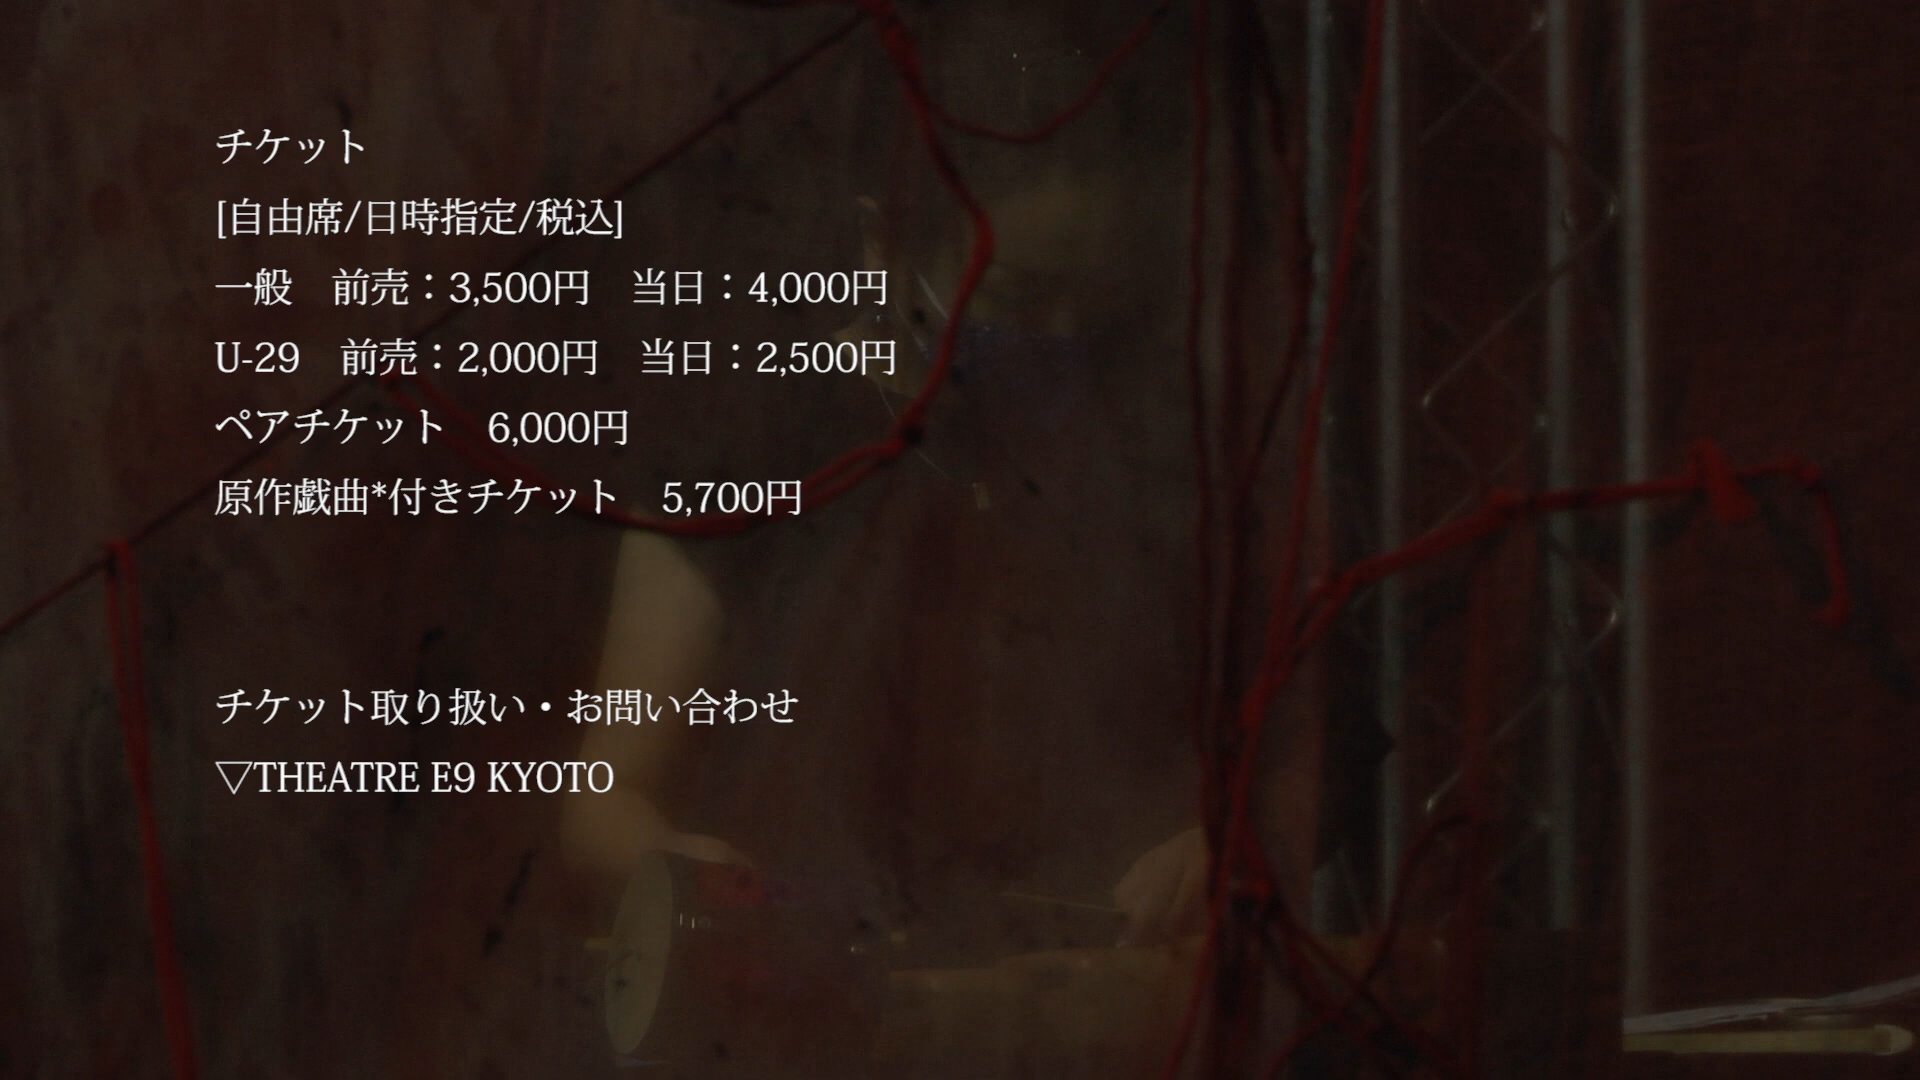 チケット
[自由席/日時指定/税込]
一般　前売：3,500円　当日：4,000円
U-29　前売：2,000円　当日：2,500円
ペアチケット　6,000円
原作戯曲*付きチケット　5,700円
チケット取り扱い・お問い合わせ
▽THEATRE E9 KYOTO